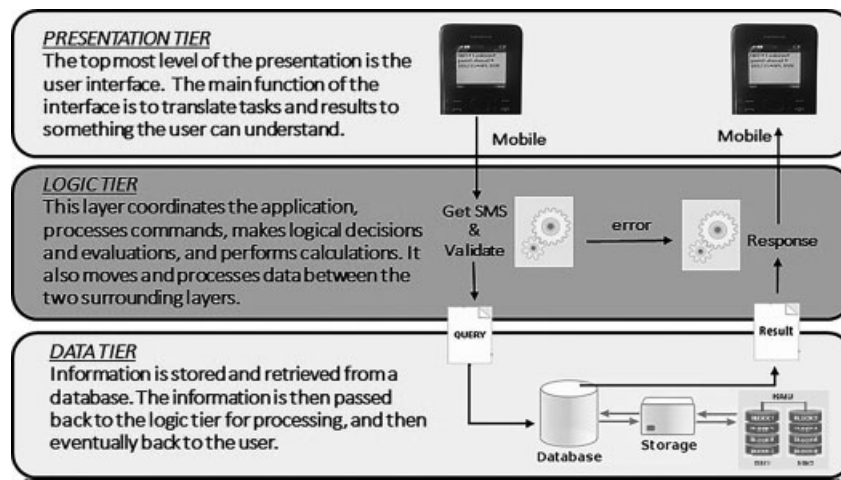 PRESENTATION TIER
The top most level of the presentation is the
user interface. The main function of the
interface is to translate tasks and results to
something the user can understand.
Mobile
Mobile
LOGIC TIER
This layer coordinates the application,
processes commands, makes logical decisions
and evaluations, and performs calculations. It
also moves and processes data between the
two surrounding layers.
Get SMS
&
Validate
error
Response
QUERY
Result
DATA TIER
Information is stored and retrieved from a
database. The information is then passed
back to the logic tier for processing, and then
eventually back to the user.
Database
Storage